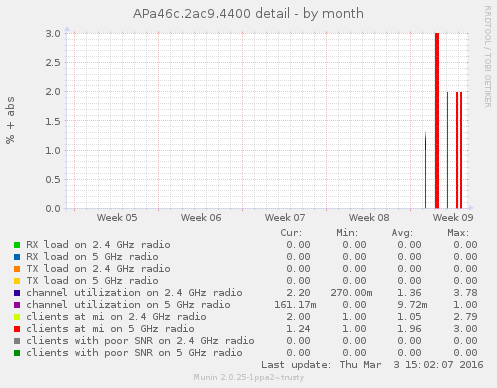 APa46c.2ac9.4400 detail - by month
RRDTOOL / TOBI OETIKER
% + abs
3.0
2.5
2.0
1.5
1.0
0.5
0.0
Week 05 Week 06 Week 07 Week 08 Week 09
Cur: Min: Avg: Max:
RX load on 2.4 GHz radio 0.00 0.00 0.00 0.00
RX load on 5 GHz radio 0.00 0.00 0.00 0.00
TX load on 2.4 GHz radio 0.00 0.00 0.00 0.00
TX load on 5 GHz radio 0.00 0.00 0.00 0.00
channel utilization on 2.4 GHz radio 2.20 270.00m 1.36 3.78
channel utilization on 5 GHz radio 161.17m 0.00 9.72m 1.00
clients at mi on 2.4 GHz radio 2.00 1.00 1.05 2.79
clients at mi on 5 GHz radio 1.24 1.00 1.96 3.00
clients with poor SNR on 2.4 GHz radio 0.00 0.00 0.00 0.00
clients with poor SNR on 5 GHz radio 0.00 0.00 0.00 0.00
Last update: Thu Mar 3 15:02:07 2016
Munin 2.0.25-1ppa2~trusty